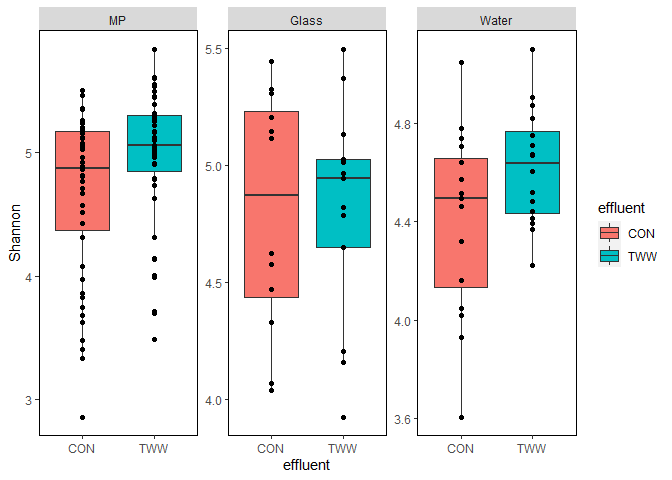 MP Glass Water
Shannon
5
4
3
5.5
5.0
4.5
4.0
4.8
4.4
4.0
3.6
CON TWW CON TWW CON TWW
effluent
effluent
CON
TWW